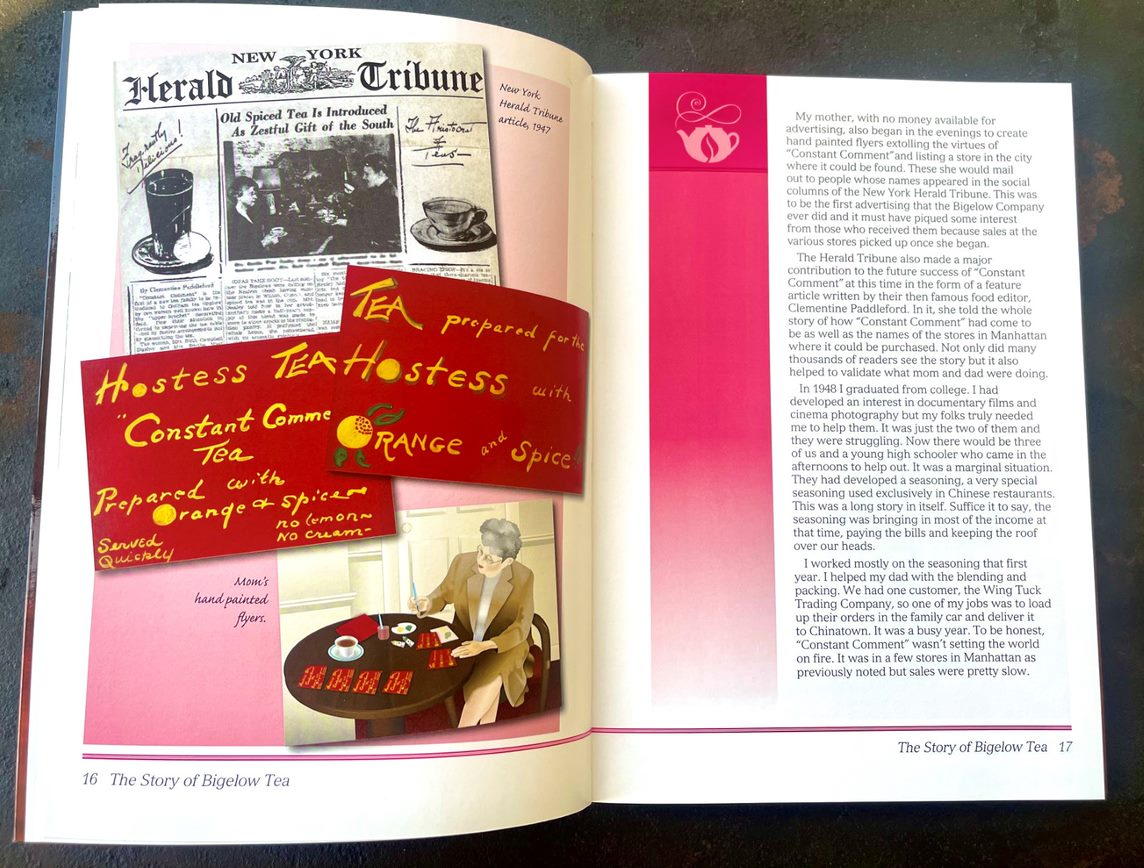 NEW YORK
Herald Tribune
Old Spiced Tea Is Introduced
As Zestful Gift of the South
Fragrantly
Delicious!
The Aristocrat
of
Teas
By Clementine Paddleford
New York
Herald Tribune
article, 1947
TEA prepared for the
Hostess with
ORANGE and Spice
Hostess TEA
"Constant Comme
Tea
Prepared with
Orange & spice
no lemon
No cream
Served
Quickly
Mom's
hand painted
flyers.
16 The Story of Bigelow Tea
My mother, with no money available for
advertising, also began in the evenings to create
hand painted flyers extolling the virtues of
"Constant Comment"and listing a store in the city
where it could be found. These she would mail
out to people whose names appeared in the social
columns of the New York Herald Tribune. This was
to be the first advertising that the Bigelow Company
ever did and it must have piqued some interest
from those who received them because sales at the
various stores picked up once she began.
The Herald Tribune also made a major
contribution to the future success of "Constant
Comment" at this time in the form of a feature
article written by their then famous food editor,
Clementine Paddleford. In it, she told the whole
story of how "Constant Comment" had come to
be as well as the names of the stores in Manhattan
where it could be purchased. Not only did many
thousands of readers see the story but it also
helped to validate what mom and dad were doing.
In 1948 I graduated from college. I had
developed an interest in documentary films and
cinema photography but my folks truly needed
me to help them. It was just the two of them and
they were struggling. Now there would be three
of us and a young high schooler who came in the
afternoons to help out. It was a marginal situation.
They had developed a seasoning, a very special
seasoning used exclusively in Chinese restaurants.
This was a long story in itself. Suffice it to say, the
seasoning was bringing in most of the income at
that time, paying the bills and keeping the roof
over our heads.
I worked mostly on the seasoning that first
year. I helped my dad with the blending and
packing. We had one customer, the Wing Tuck
Trading Company, so one of my jobs was to load
up their orders in the family car and deliver it
to Chinatown. It was a busy year. To be honest,
"Constant Comment" wasn't setting the world
on fire. It was in a few stores in Manhattan as
previously noted but sales were pretty slow.
The Story of Bigelow Tea 17